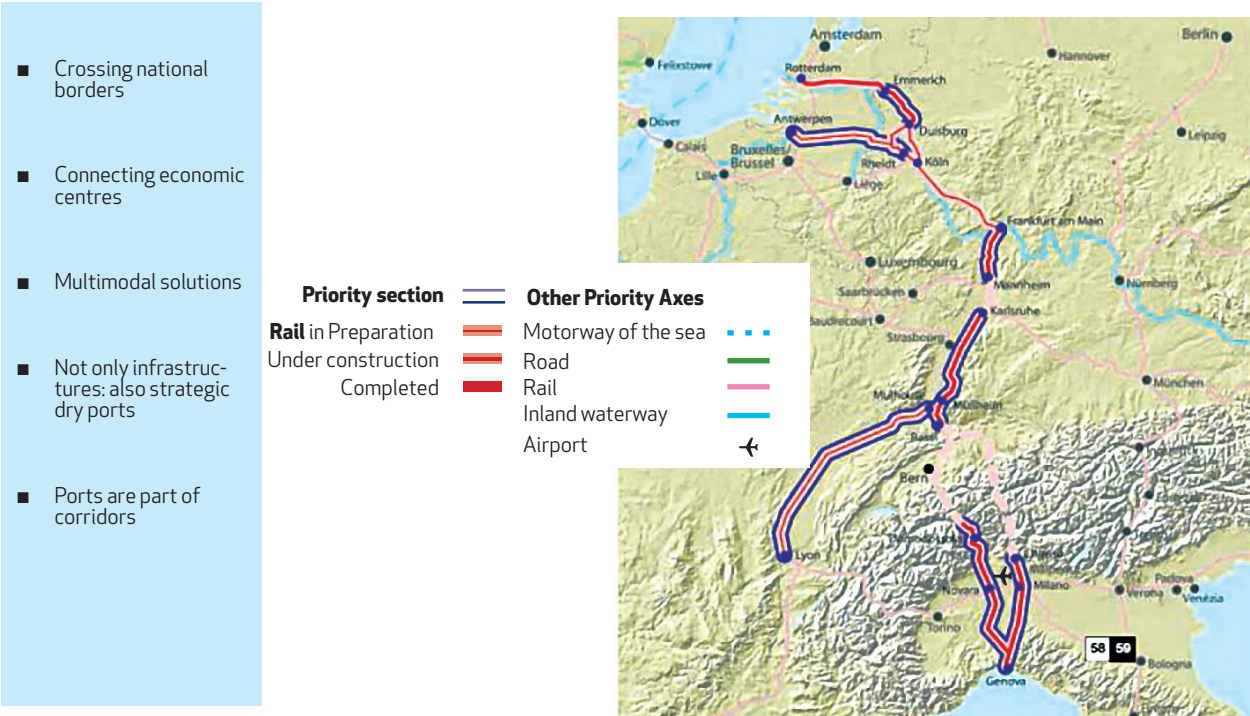 ■ Crossing national
borders
■ Connecting economic
centres
■ Multimodal solutions
■ Not only infrastruc-
tures: also strategic
dry ports
■ Ports are part of
corridors
Priority section
Rail in Preparation
Under construction
Completed
Other Priority Axes
Motorway of the sea
Road
Rail
Inland waterway
Airport
Amsterdam
Berlin
Hannover
Felixstowe
Rotterdam
Emmerich
Antwerpen
Dover
Duisburg
Leipzig
Calais
Bruxelles/
Brussel
Rheidt
Köln
Lille
Liège
Frankfurt am Main
Luxembourg
Mannheim
Nürnberg
Saarbrücken
Karlsruhe
Baudrecourt
Strasbourg
München
Mulhouse
Müllheim
Basel
Bern
Lyon
Novara
Milano
Verona
Padova
Venézia
Torino
58 59
Bologna
Genova